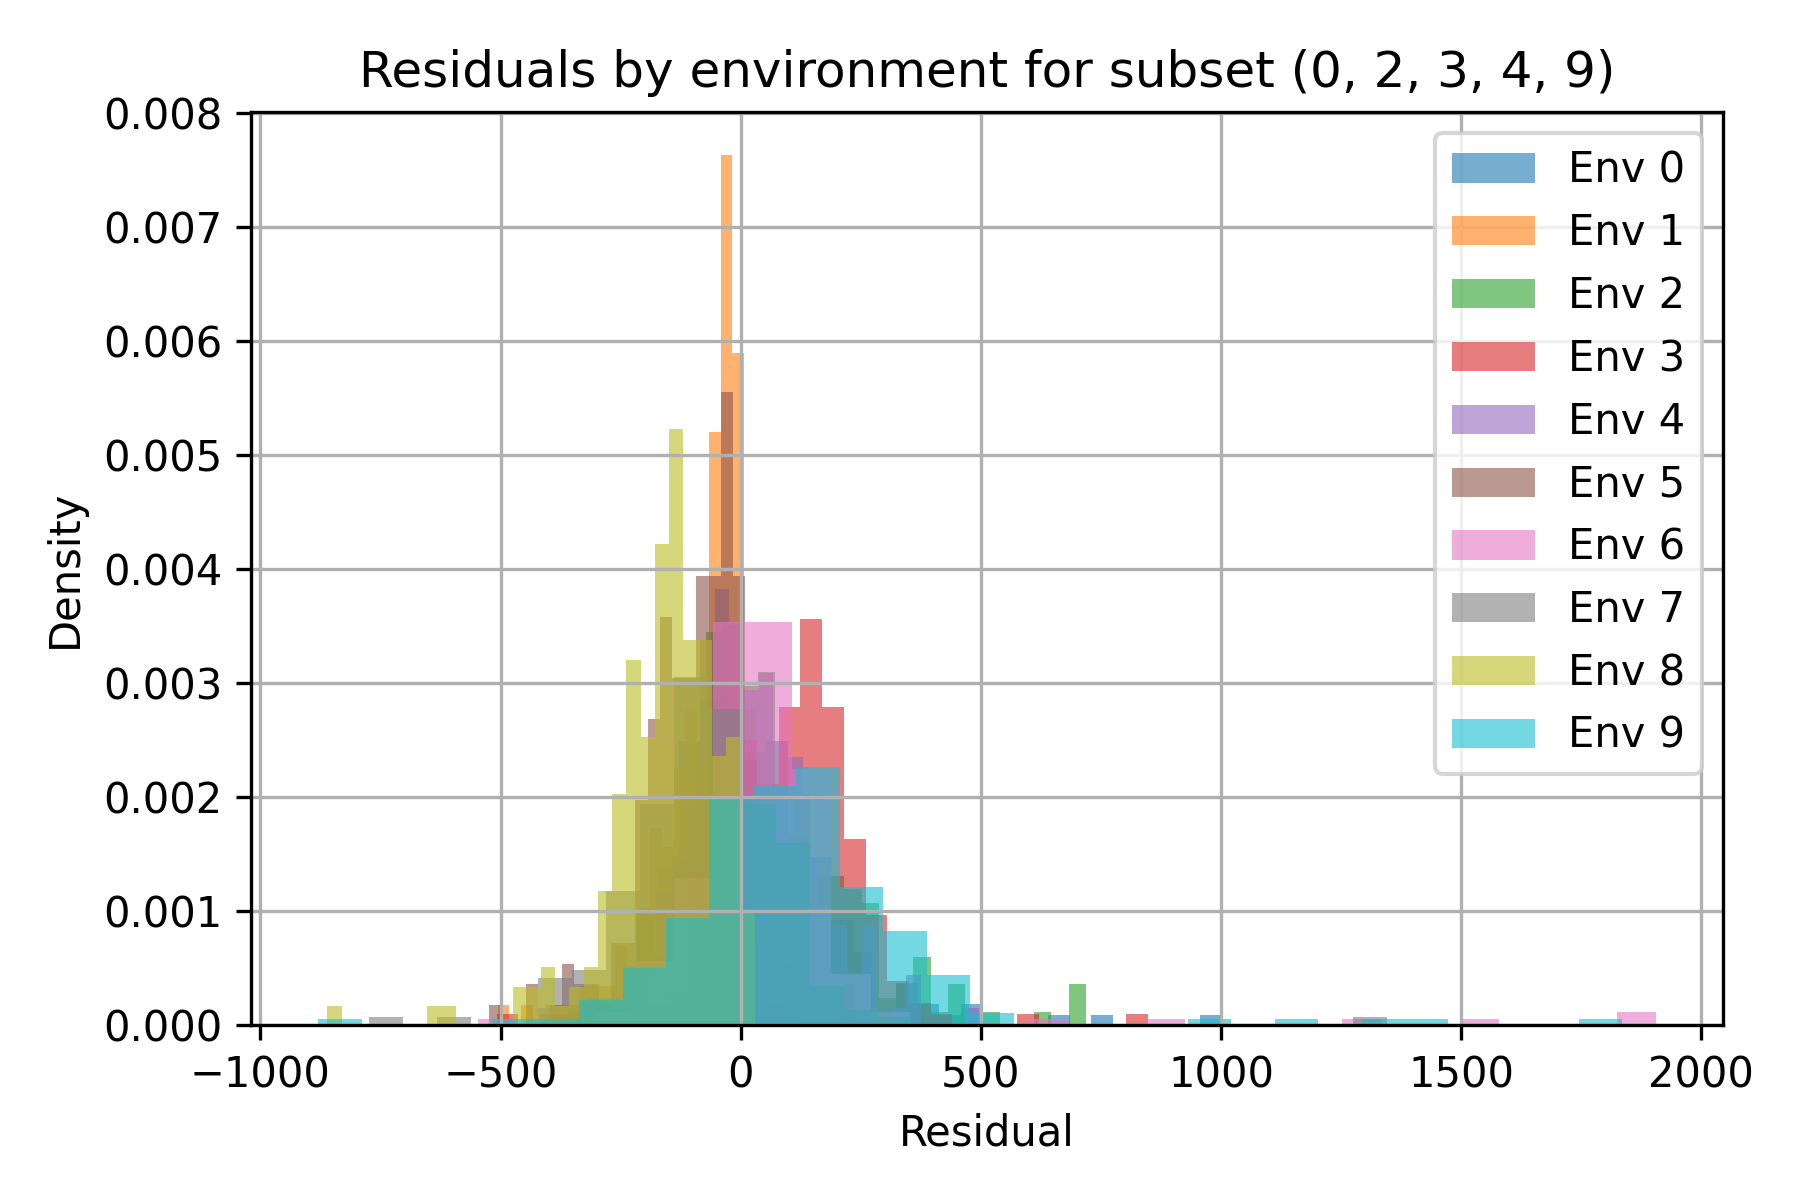 Residuals by environment for subset (0, 2, 3, 4, 9)
0.008
0.007
0.006
0.005
0.004
0.003
0.002
0.001
0.000
Density
−1000
−500
0
500
1000
1500
2000
Residual
Env 0
Env 1
Env 2
Env 3
Env 4
Env 5
Env 6
Env 7
Env 8
Env 9